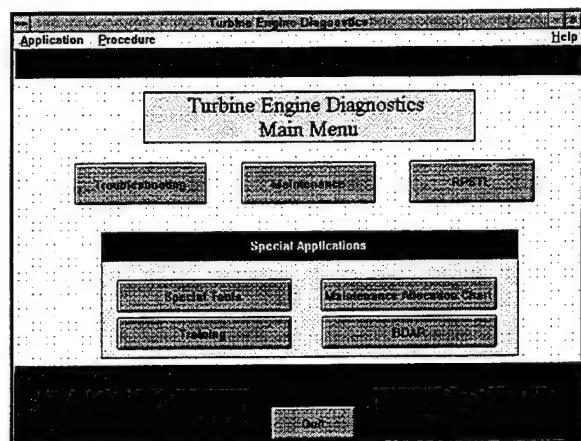 Turbine Engine Diagnostics
Application Procedure Help
Turbine Engine Diagnostics
Main Menu
Troubleshooting Maintenance RPSTL
Special Applications
Special Tools Maintenance Allocation Chart
Training BDAR
Quit